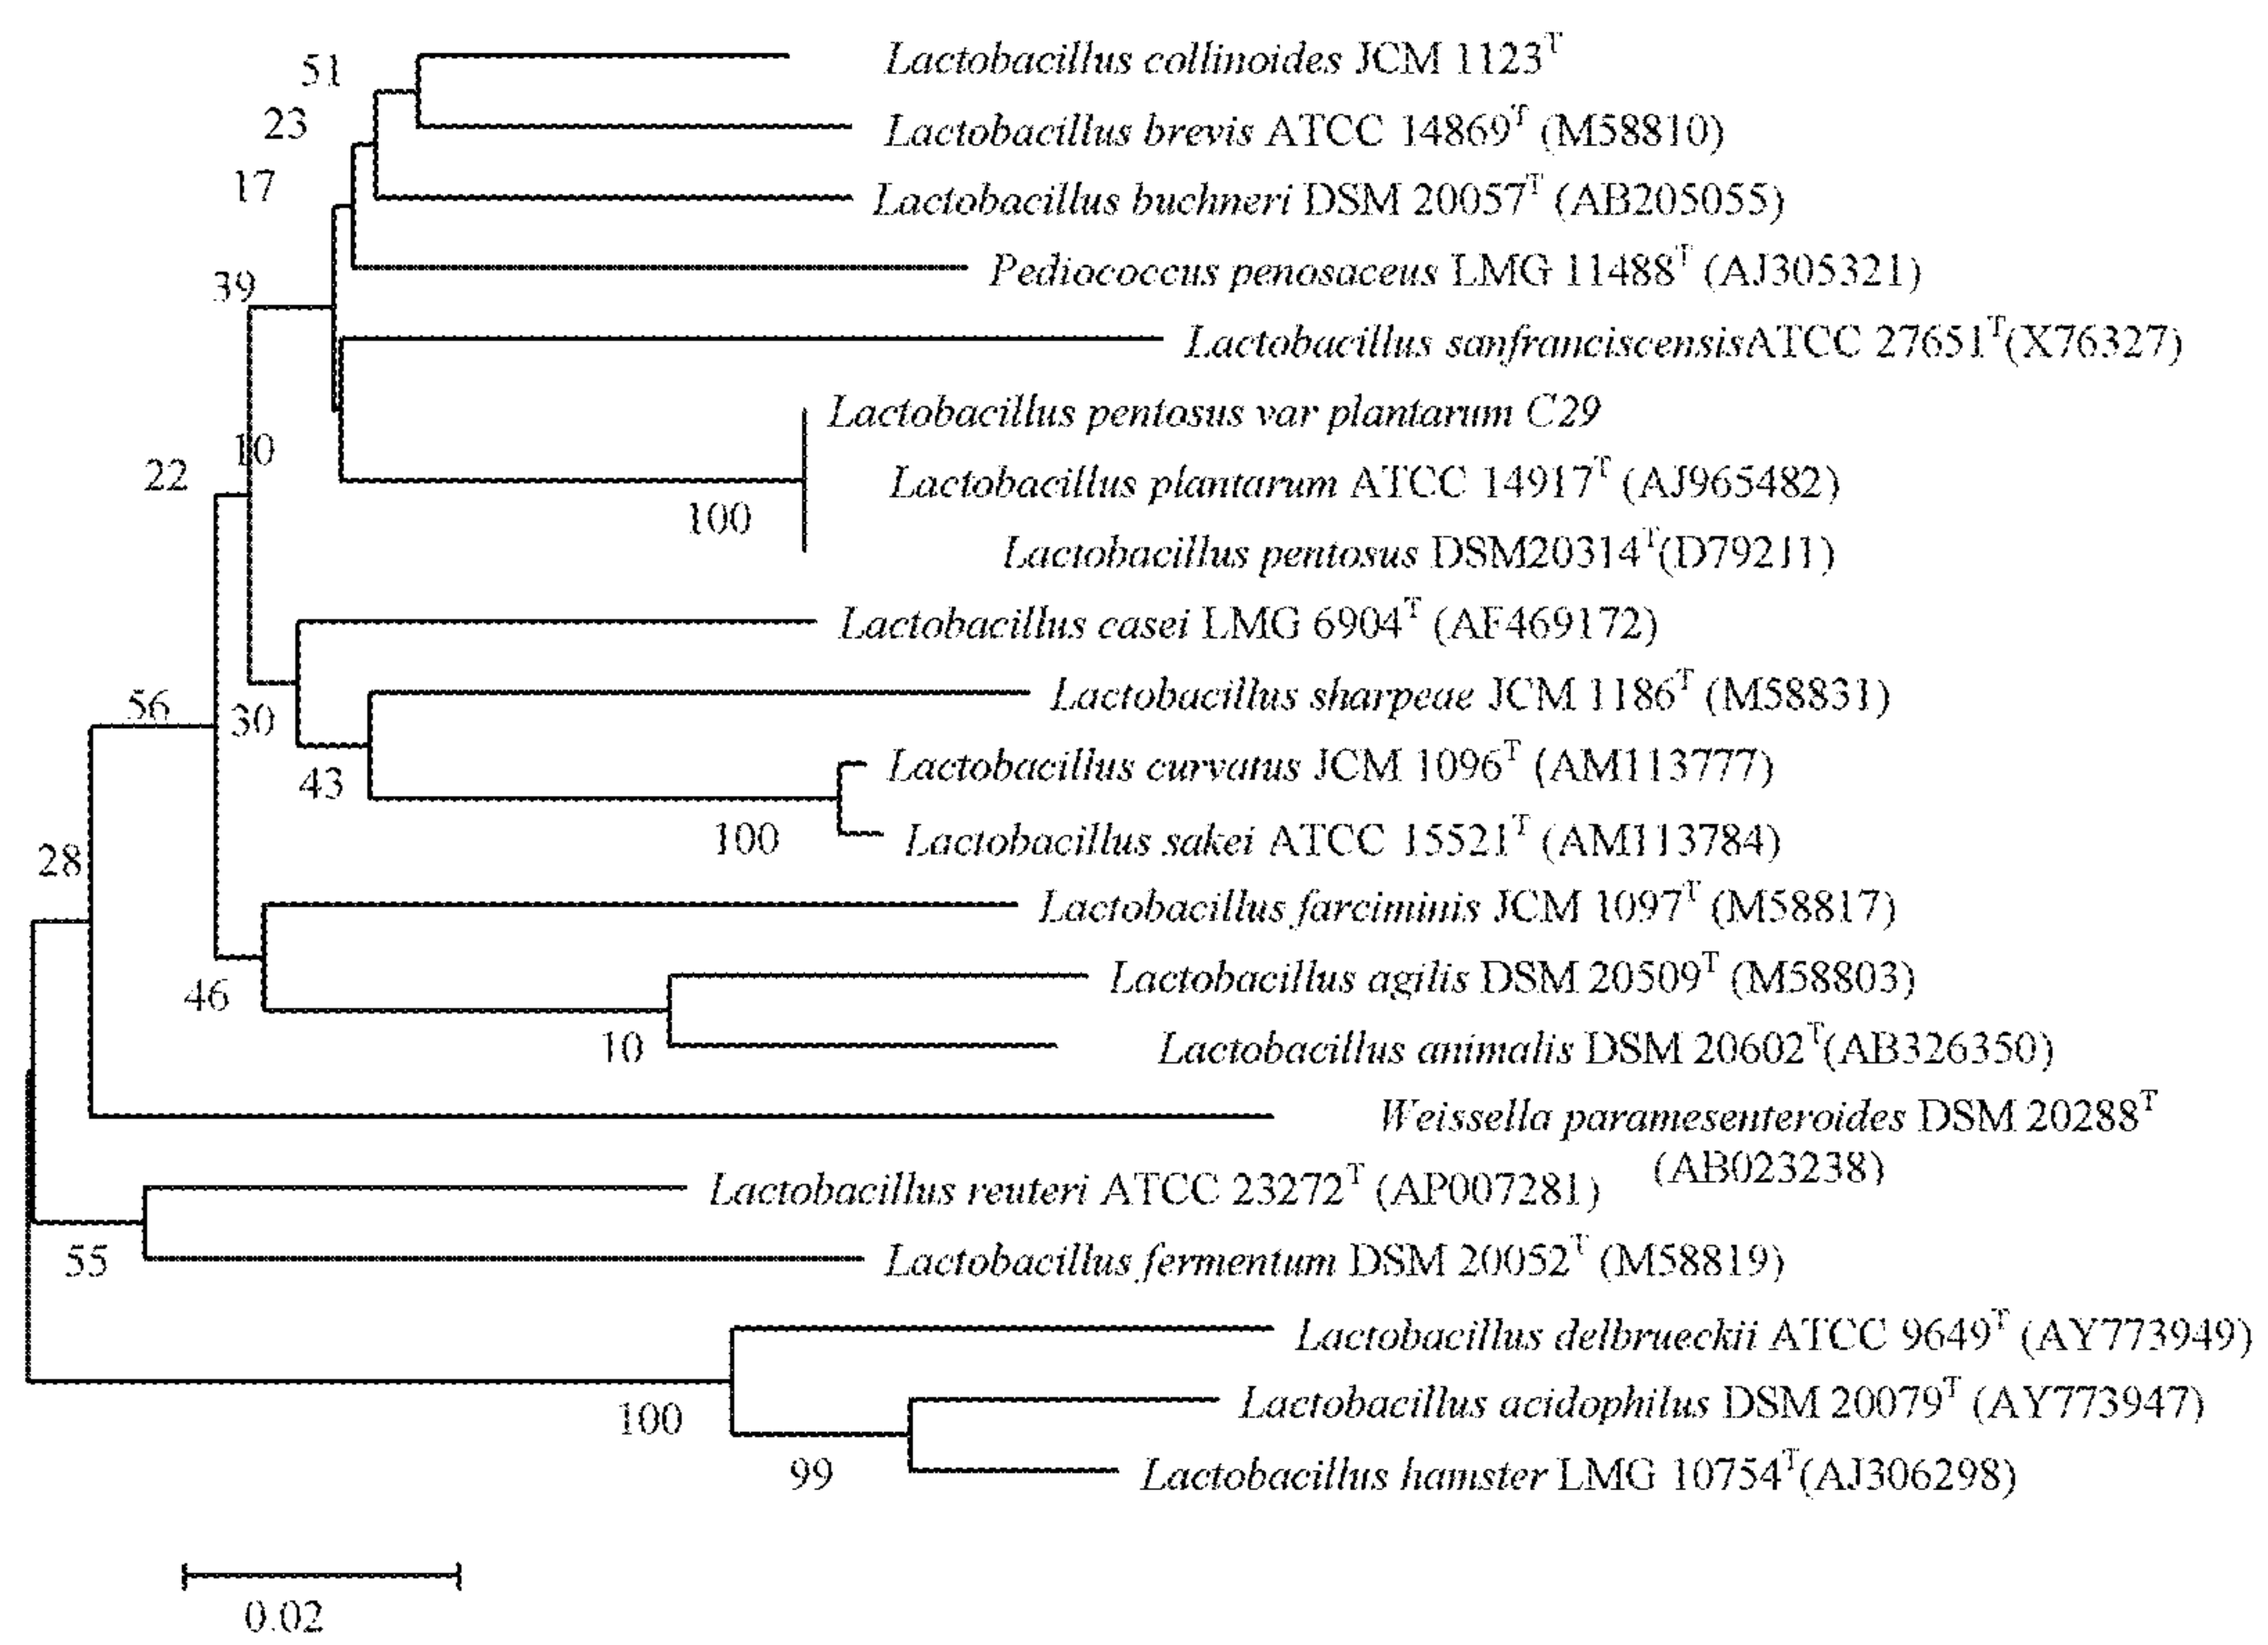 51
Lactobacillus collinoides JCM 1123T
23
Lactobacillus brevis ATCC 14869T (M58810)
17
Lactobacillus buchneri DSM 20057T (AB205055)
39
Pediococcus penosaceus LMG 11488T (AJ305321)
Lactobacillus sanfranciscensisATCC 27651T(X76327)
Lactobacillus pentosus var plantarum C29
10
22
Lactobacillus plantarum ATCC 14917T (AJ965482)
100
Lactobacillus pentosus DSM20314T(D79211)
Lactobacillus casei LMG 6904T (AF469172)
56
30
Lactobacillus sharpeae JCM 1186T (M58831)
43
Lactobacillus curvatus JCM 1096T (AM113777)
100
Lactobacillus sakei ATCC 15521T (AM113784)
28
Lactobacillus farciminis JCM 1097T (M58817)
46
Lactobacillus agilis DSM 20509T (M58803)
10
Lactobacillus animalis DSM 20602T(AB326350)
Weissella paramesenteroides DSM 20288T
(AB023238)
Lactobacillus reuteri ATCC 23272T (AP007281)
55
Lactobacillus fermentum DSM 20052T (M58819)
Lactobacillus delbrueckii ATCC 9649T (AY773949)
100
Lactobacillus acidophilus DSM 20079T (AY773947)
99
Lactobacillus hamster LMG 10754T(AJ306298)
0.02